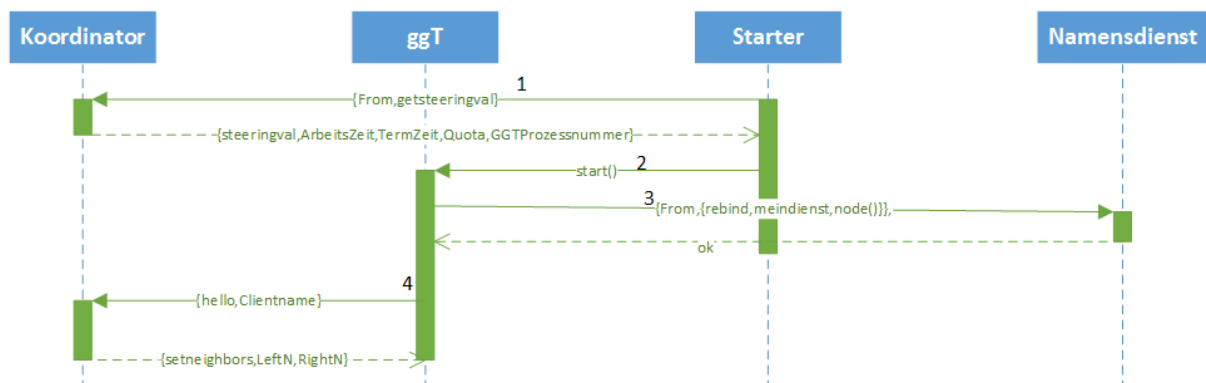 Koordinator
ggT
Starter
Namensdienst
1
{From,getsteeringval}
{steeringval,ArbeitsZeit,TermZeit,Quota,GGTProzessnummer}
2
start()
3
{From,{rebind,meindienst,node()}},
ok
4
{hello,Clientname}
{setneighbors,LeftN,RightN}